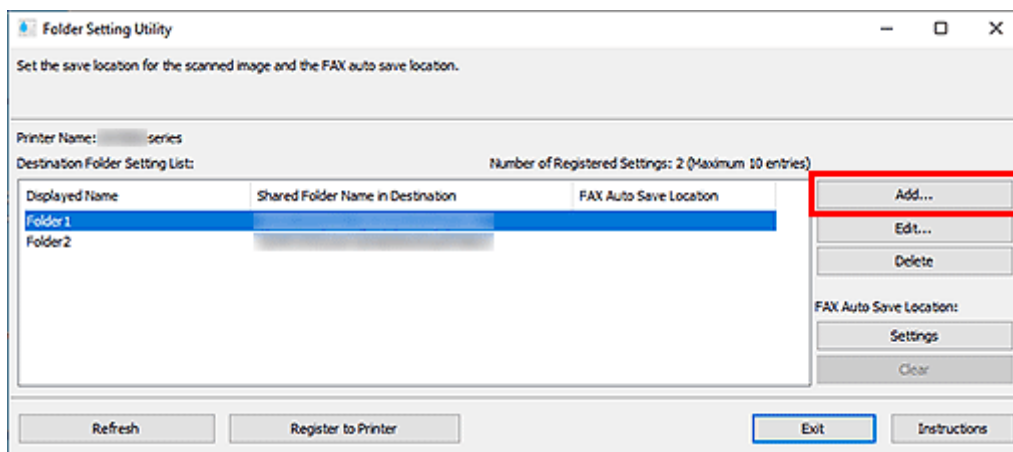 Folder Setting Utility
Set the save location for the scanned image and the FAX auto save location.
Printer Name: series
Destination Folder Setting List: Number of Registered Settings: 2 (Maximum 10 entries)
Displayed Name Shared Folder Name in Destination FAX Auto Save Location
Folder1
Folder2
Add...
Edit...
Delete
FAX Auto Save Location:
Settings
Clear
Refresh Register to Printer Exit Instructions